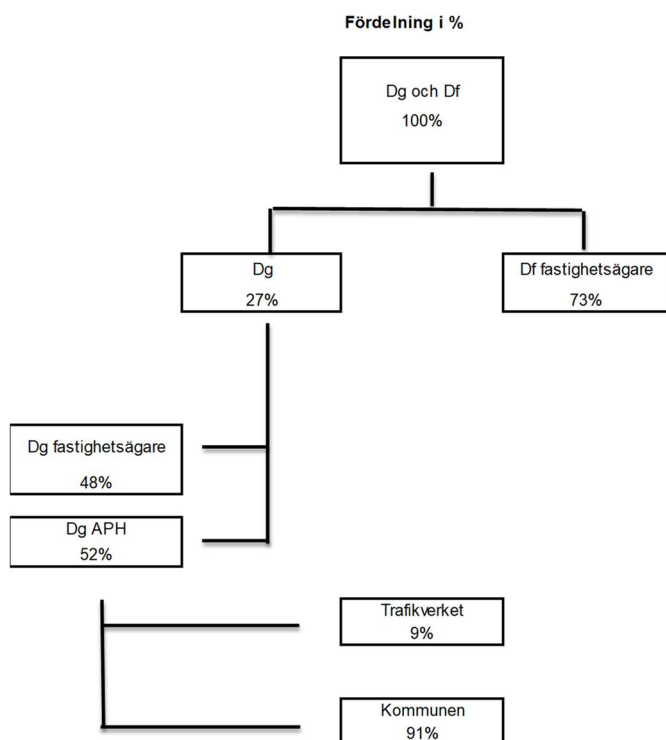 Fördelning i %
Dg och Df
100%
Dg
27%
Df fastighetsägare
73%
Dg fastighetsägare
48%
Dg APH
52%
Trafikverket
9%
Kommunen
91%